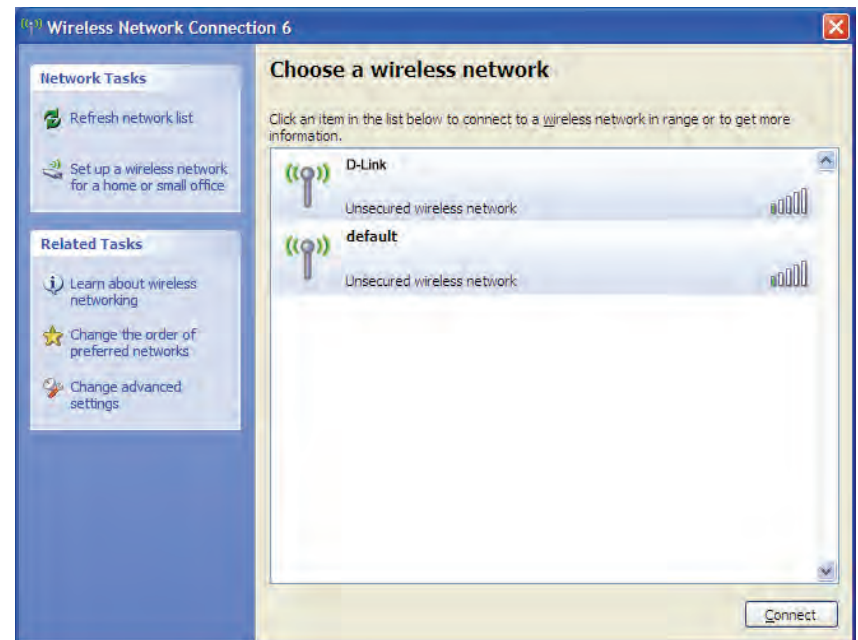 Wireless Network Connection 6
Network Tasks
Refresh network list
Set up a wireless network
for a home or small office
Related Tasks
Learn about wireless
networking
Change the order of
preferred networks
Change advanced
settings
Choose a wireless network
Click an item in the list below to connect to a wireless network in range or to get more
information.
D-Link
Unsecured wireless network
default
Unsecured wireless network
Connect